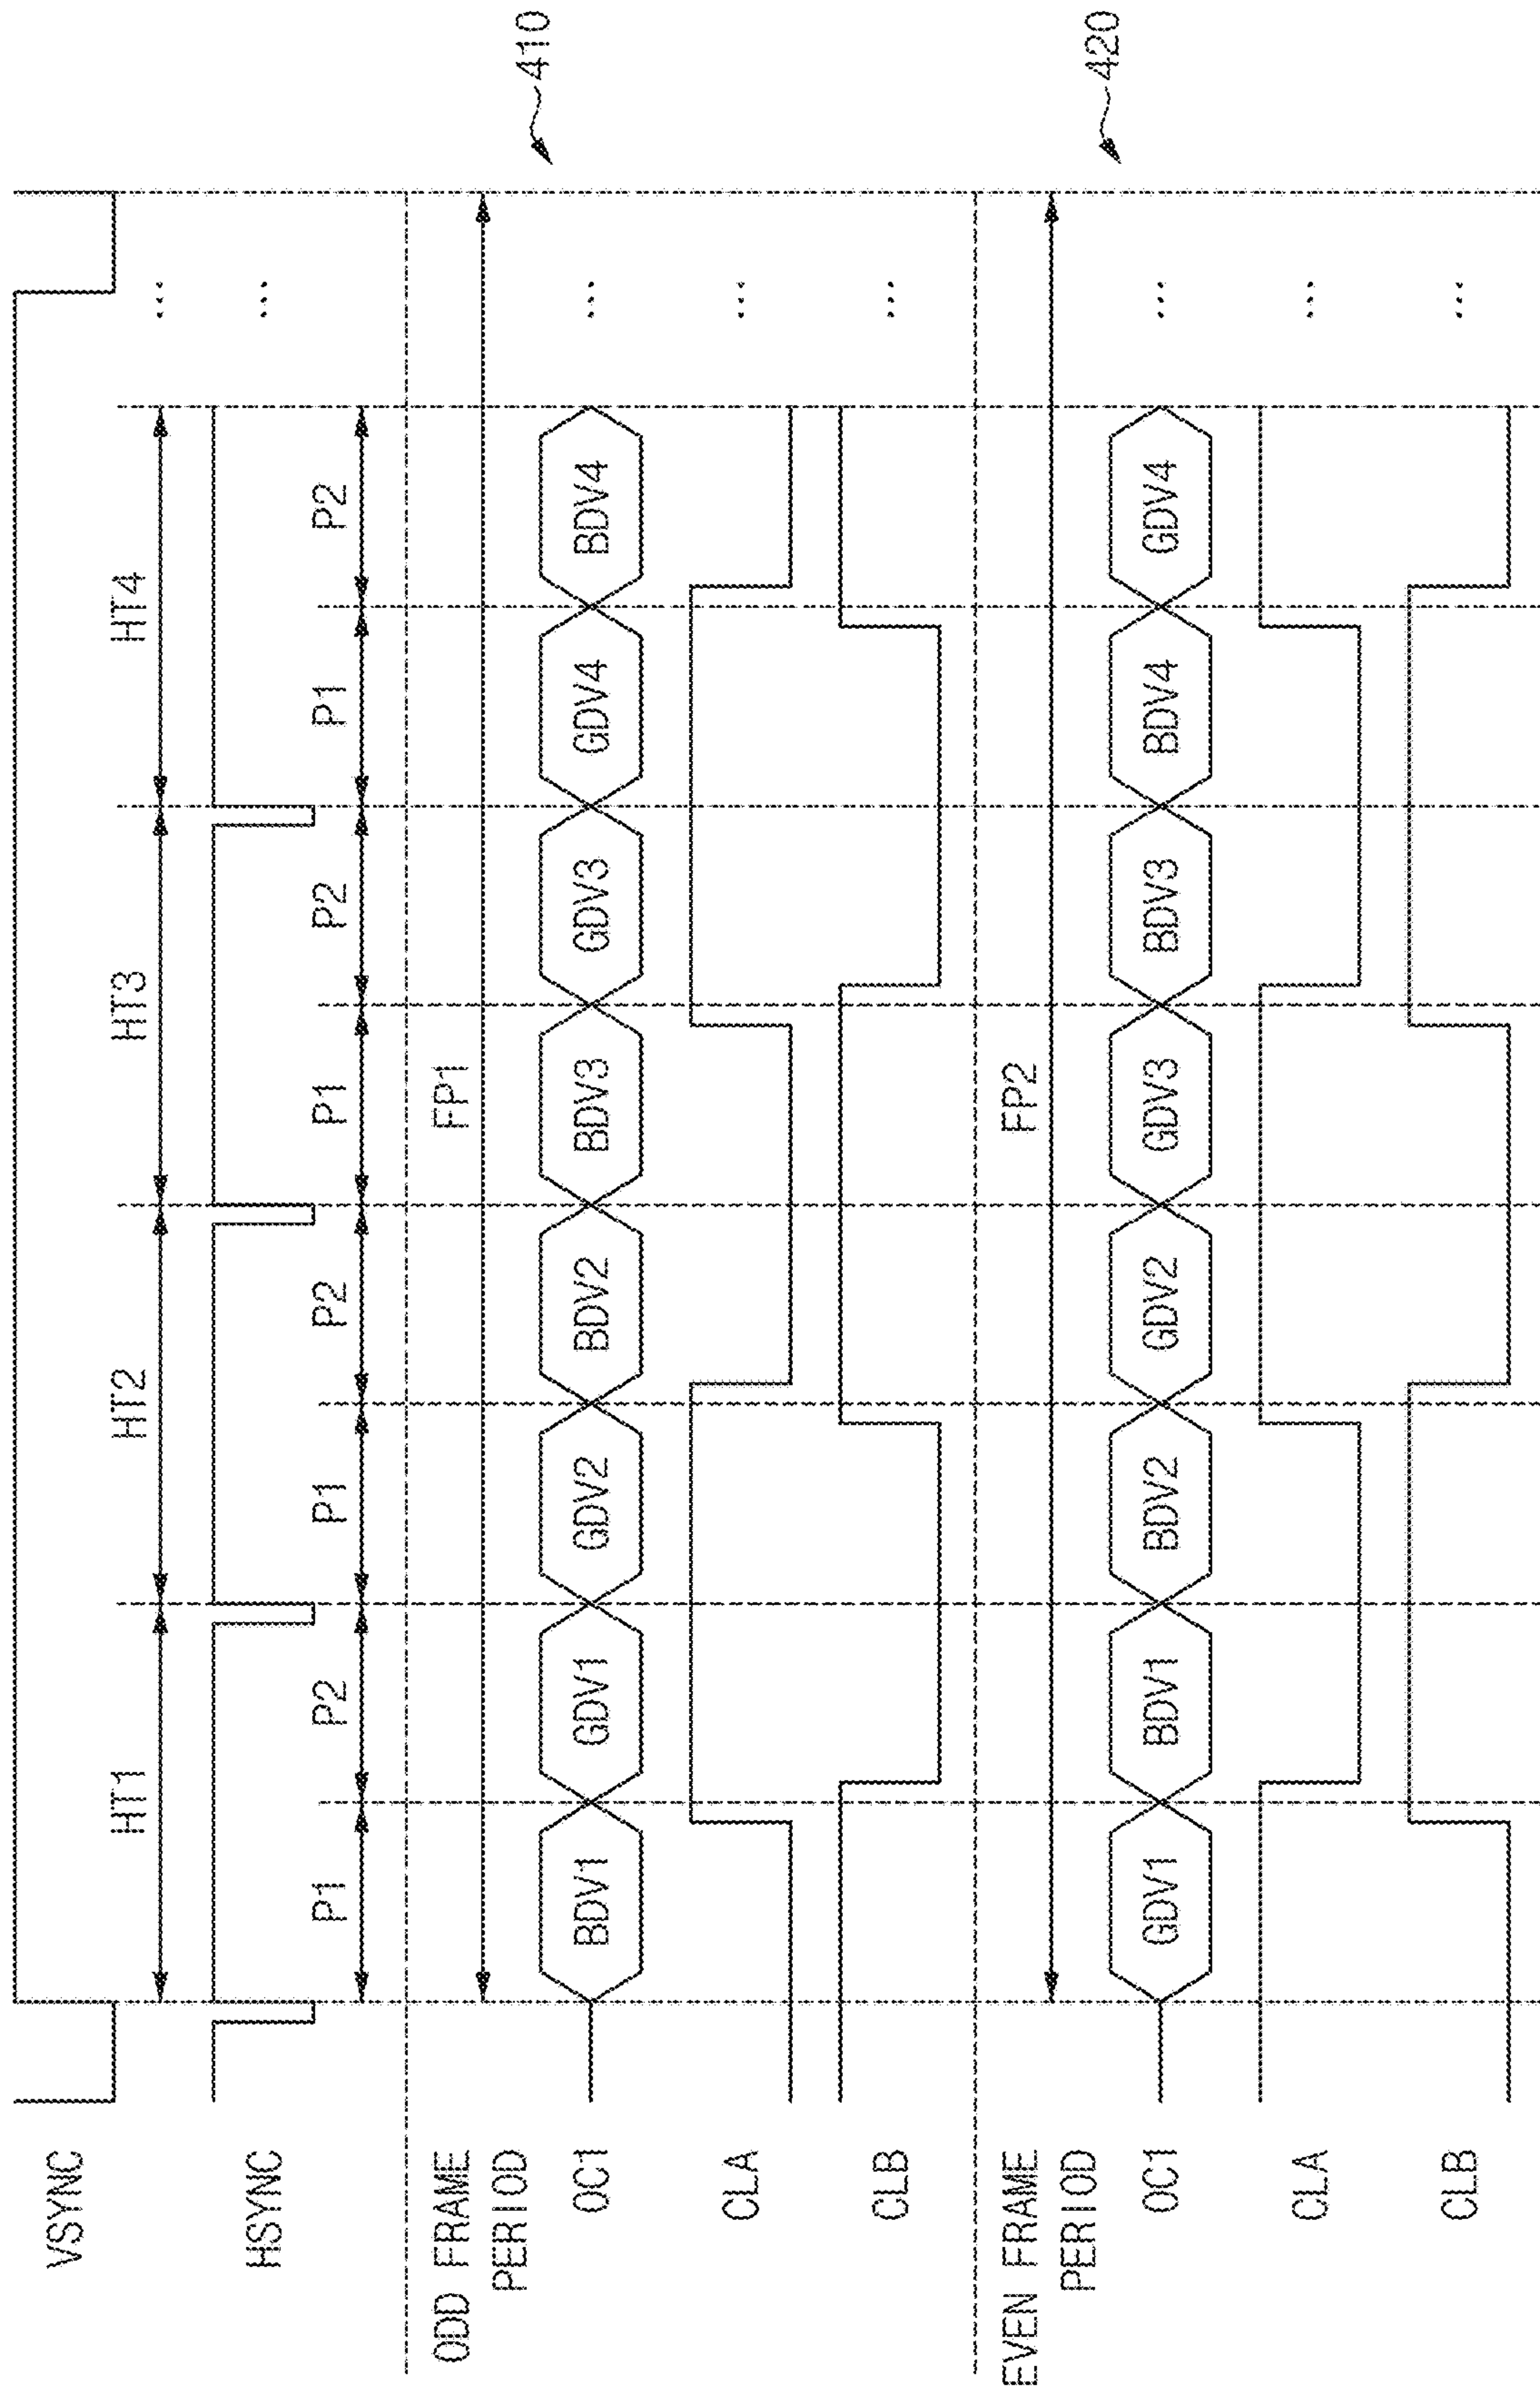 VSYNC
HT1 HT2 HT3 HT4 ...
HSYNC ...
P1 P2 P1 P2 P1 P2 P1 P2
ODD FRAME
PERIOD
FP1
410
OC1 BDV1 GDV1 GDV2 BDV2 BDV3 GDV3 GDV4 BDV4 ...
CLA ...
CLB ...
EVEN FRAME
PERIOD
FP2
420
OC1 GDV1 BDV1 BDV2 GDV2 GDV3 BDV3 BDV4 GDV4 ...
CLA ...
CLB ...